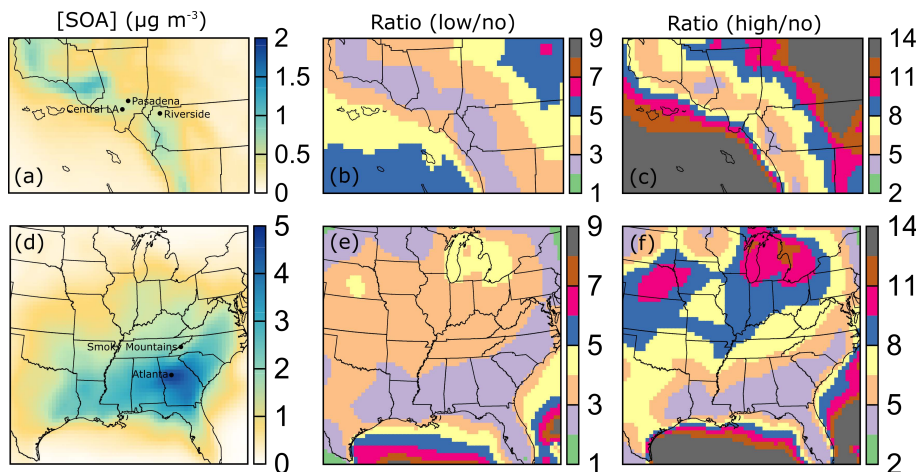 [SOA] (µg m⁻³)
Ratio (low/no)
Ratio (high/no)
(a)
Pasadena
Central LA
Riverside
2
1.5
1
0.5
0
(b)
9
7
5
3
1
(c)
14
11
8
5
2
(d)
Smoky Mountains
Atlanta
5
4
3
2
1
0
(e)
9
7
5
3
1
(f)
14
11
8
5
2